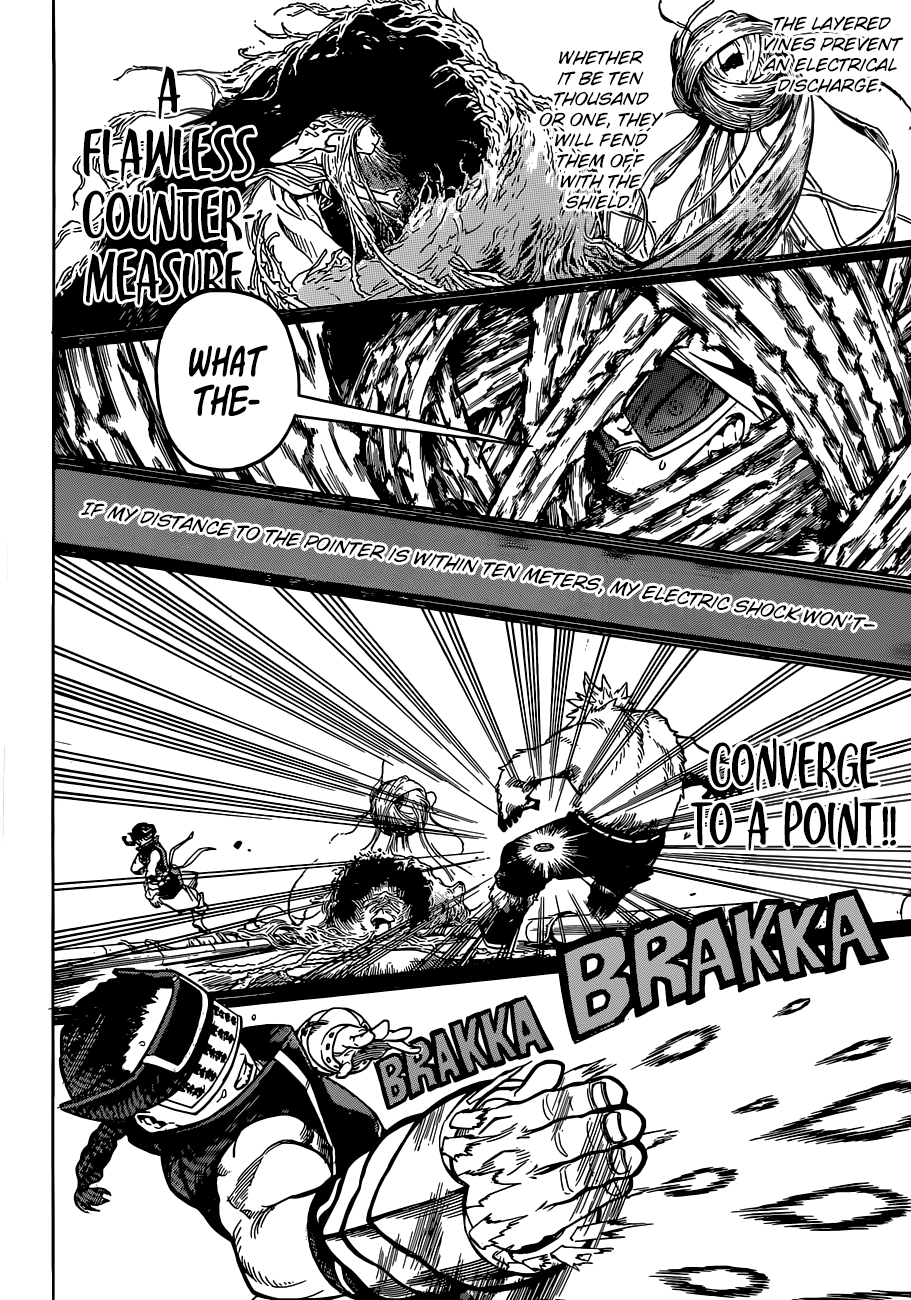 THE LAYERED
VINES PREVENT
AN ELECTRICAL
DISCHARGE.
WHETHER
IT BE TEN
THOUSAND
OR ONE, THEY
WILL FEND
THEM OFF
WITH THE
SHIELD.
A
FLAWLESS
COUNTER-
MEASURE
WHAT
THE-
IF MY DISTANCE TO THE POINTER IS WITHIN TEN METERS, MY ELECTRIC SHOCK WON'T-
CONVERGE
TO A POINT!!
BRAKKA
BRAKKA